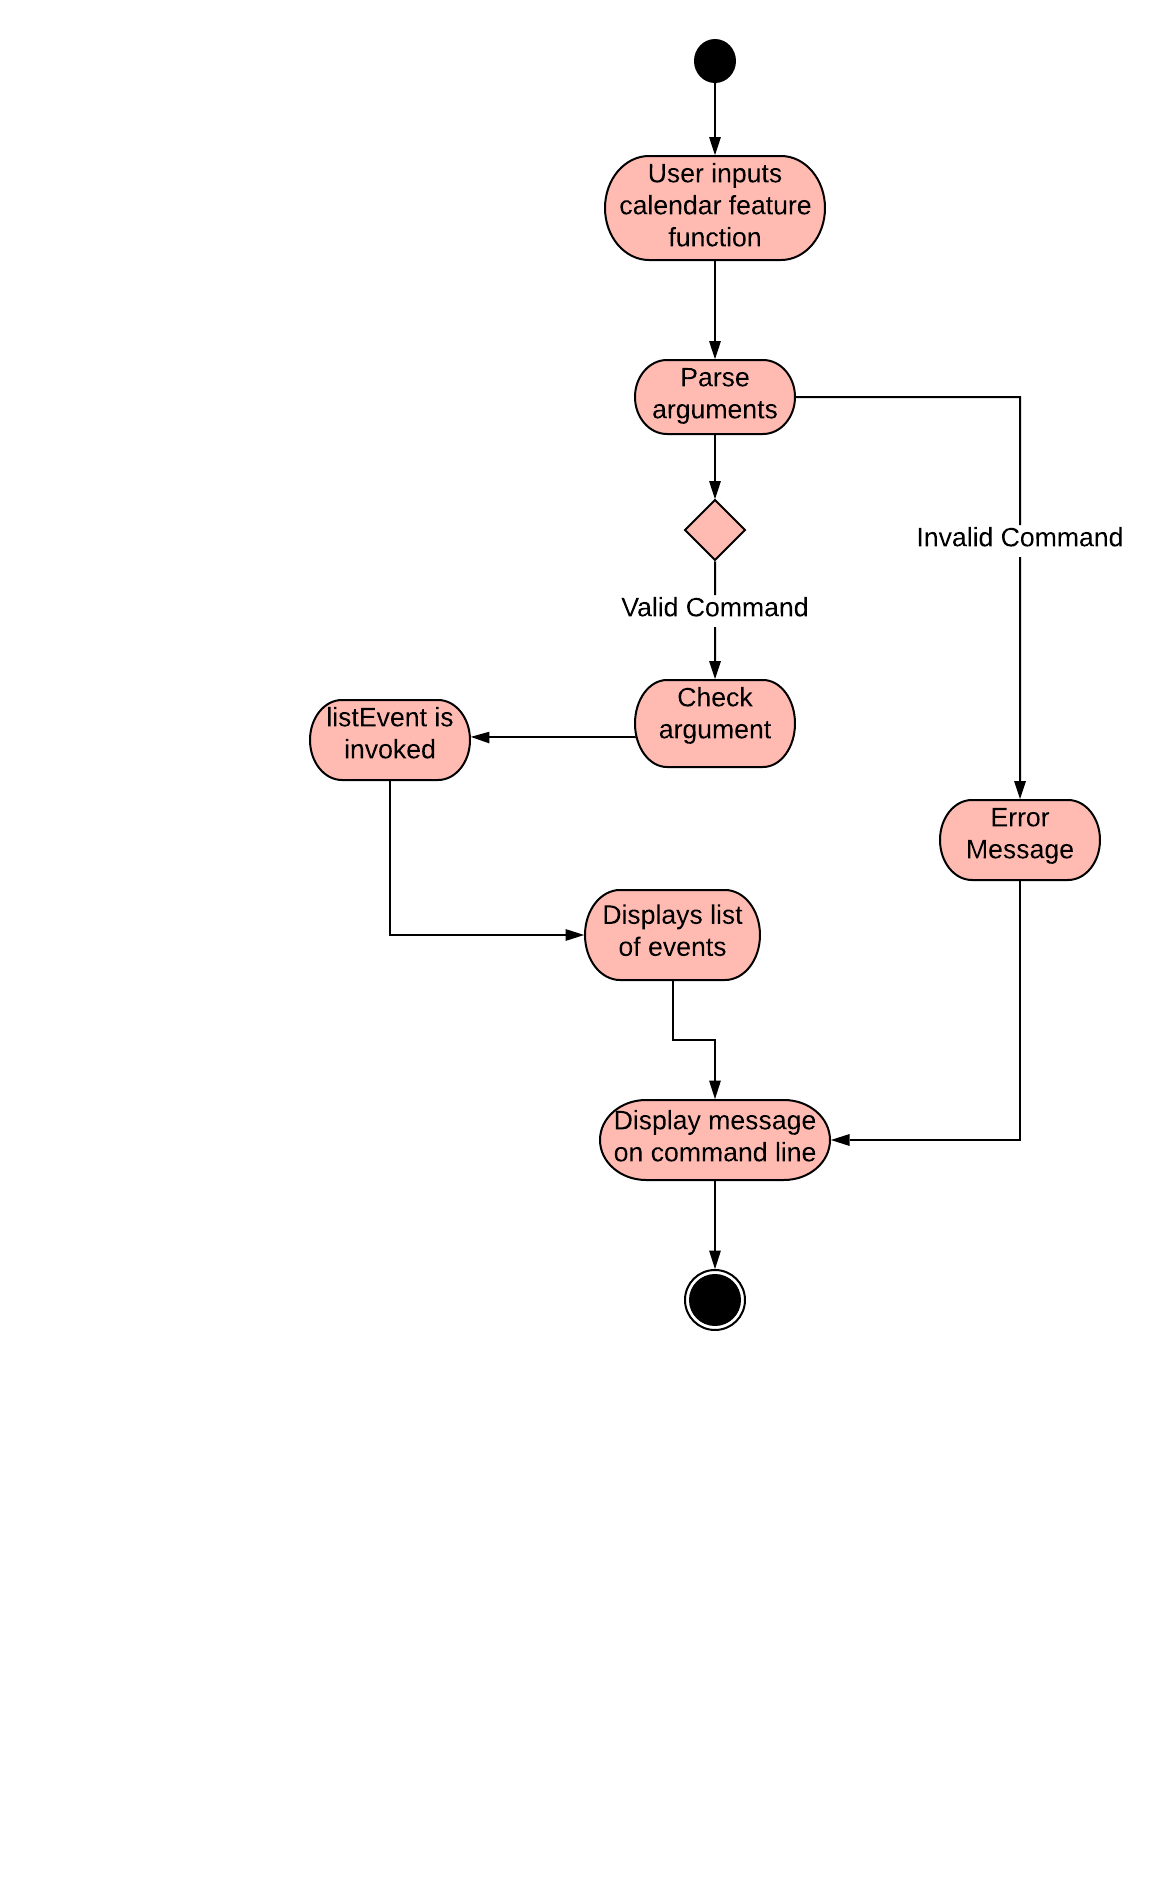 User inputs
calendar feature
function
Parse
arguments
Invalid Command
Valid Command
Check
argument
listEvent is
invoked
Error
Message
Displays list
of events
Display message
on command line